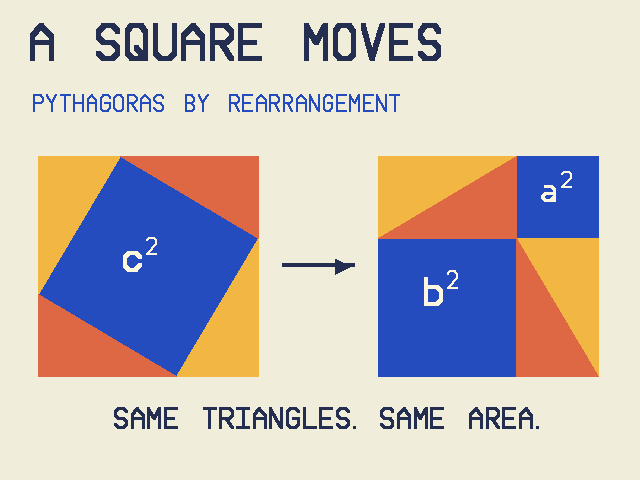 A SQUARE MOVES
PYTHAGORAS BY REARRANGEMENT
c²
a²
b²
SAME TRIANGLES. SAME AREA.